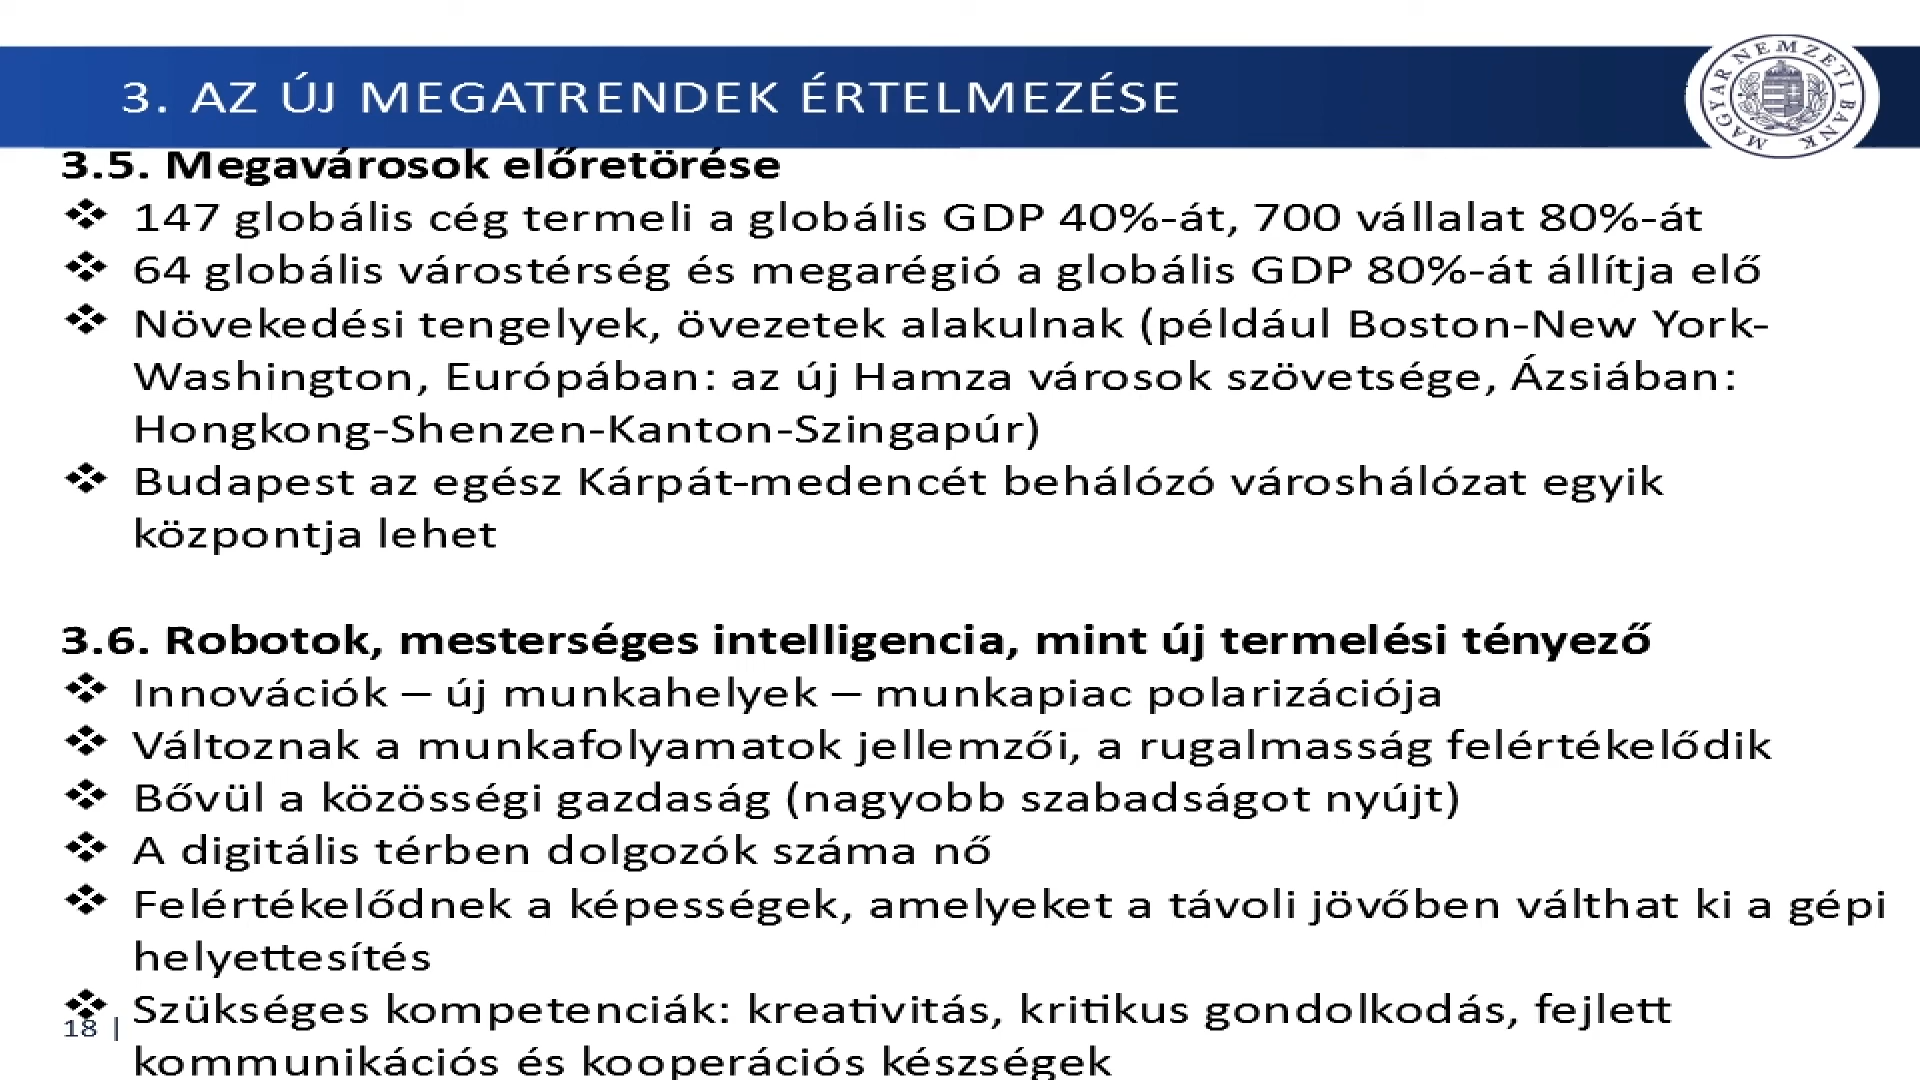 3. AZ ÚJ MEGATRENDEK ÉRTELMEZÉSE
MAGYAR NEMZETI BANK
3.5. Megavárosok előretörése
❖ 147 globális cég termeli a globális GDP 40%-át, 700 vállalat 80%-át
❖ 64 globális várostérség és megarégió a globális GDP 80%-át állítja elő
❖ Növekedési tengelyek, övezetek alakulnak (például Boston-New York-
Washington, Európában: az új Hamza városok szövetsége, Ázsiában:
Hongkong-Shenzen-Kanton-Szingapúr)
❖ Budapest az egész Kárpát-medencét behálózó városhálózat egyik
központja lehet
3.6. Robotok, mesterséges intelligencia, mint új termelési tényező
❖ Innovációk – új munkahelyek – munkapiac polarizációja
❖ Változnak a munkafolyamatok jellemzői, a rugalmasság felértékelődik
❖ Bővül a közösségi gazdaság (nagyobb szabadságot nyújt)
❖ A digitális térben dolgozók száma nő
❖ Felértékelődnek a képességek, amelyeket a távoli jövőben válthat ki a gépi
helyettesítés
❖ Szükséges kompetenciák: kreativitás, kritikus gondolkodás, fejlett
kommunikációs és kooperációs készségek
18 |